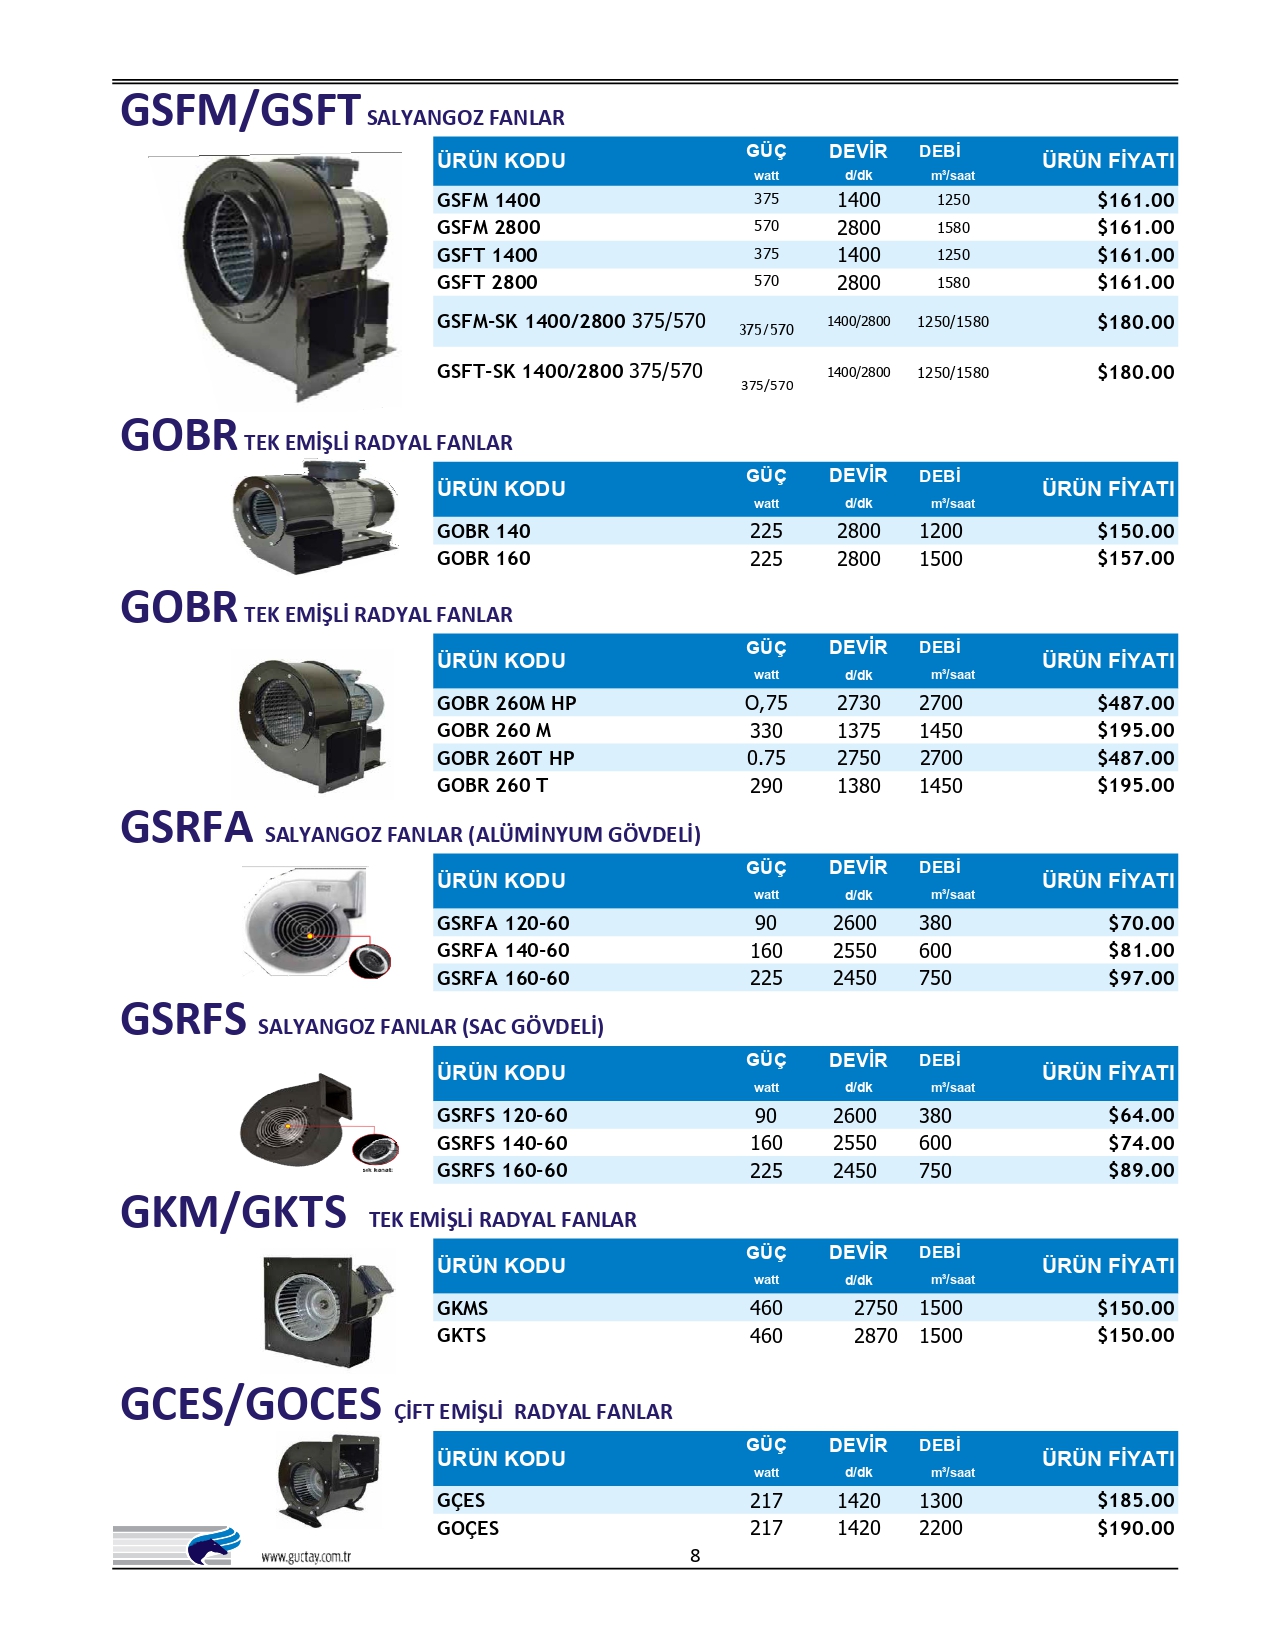 GSFM/GSFT SALYANGOZ FANLAR
ÜRÜN KODU GÜÇ DEVİR DEBİ ÜRÜN FİYATI
watt d/dk m³/saat
GSFM 1400 375 1400 1250 $161.00
GSFM 2800 570 2800 1580 $161.00
GSFT 1400 375 1400 1250 $161.00
GSFT 2800 570 2800 1580 $161.00
GSFM-SK 1400/2800 375/570 375/570 1400/2800 1250/1580 $180.00
GSFT-SK 1400/2800 375/570 375/570 1400/2800 1250/1580 $180.00
GOBR TEK EMİŞLİ RADYAL FANLAR
ÜRÜN KODU GÜÇ DEVİR DEBİ ÜRÜN FİYATI
watt d/dk m³/saat
GOBR 140 225 2800 1200 $150.00
GOBR 160 225 2800 1500 $157.00
GOBR TEK EMİŞLİ RADYAL FANLAR
ÜRÜN KODU GÜÇ DEVİR DEBİ ÜRÜN FİYATI
watt d/dk m³/saat
GOBR 260M HP O,75 2730 2700 $487.00
GOBR 260 M 330 1375 1450 $195.00
GOBR 260T HP 0.75 2750 2700 $487.00
GOBR 260 T 290 1380 1450 $195.00
GSRFA SALYANGOZ FANLAR (ALÜMİNYUM GÖVDELİ)
ÜRÜN KODU GÜÇ DEVİR DEBİ ÜRÜN FİYATI
watt d/dk m³/saat
GSRFA 120-60 90 2600 380 $70.00
GSRFA 140-60 160 2550 600 $81.00
GSRFA 160-60 225 2450 750 $97.00
GSRFS SALYANGOZ FANLAR (SAC GÖVDELİ)
ÜRÜN KODU GÜÇ DEVİR DEBİ ÜRÜN FİYATI
watt d/dk m³/saat
GSRFS 120-60 90 2600 380 $64.00
GSRFS 140-60 160 2550 600 $74.00
GSRFS 160-60 225 2450 750 $89.00
sık kanatlı
GKM/GKTS TEK EMİŞLİ RADYAL FANLAR
ÜRÜN KODU GÜÇ DEVİR DEBİ ÜRÜN FİYATI
watt d/dk m³/saat
GKMS 460 2750 1500 $150.00
GKTS 460 2870 1500 $150.00
GCES/GOCES ÇİFT EMİŞLİ RADYAL FANLAR
ÜRÜN KODU GÜÇ DEVİR DEBİ ÜRÜN FİYATI
watt d/dk m³/saat
GÇES 217 1420 1300 $185.00
GOÇES 217 1420 2200 $190.00
www.guctay.com.tr 8